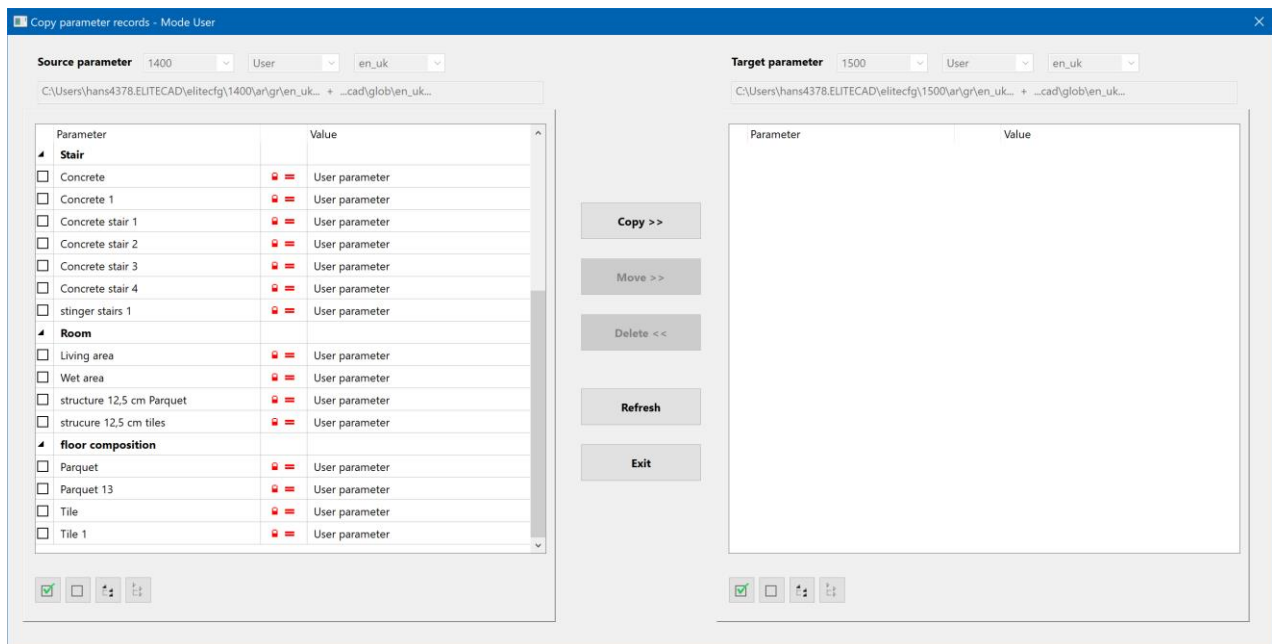 Copy parameter records - Mode User
Source parameter 1400 User en_uk
C:\Users\hans4378.ELITECAD\elitecfg\1400\ar\gr\en_uk... + ...cad\glob\en_uk...
Parameter Value
Stair
Concrete User parameter
Concrete 1 User parameter
Concrete stair 1 User parameter
Concrete stair 2 User parameter
Concrete stair 3 User parameter
Concrete stair 4 User parameter
stinger stairs 1 User parameter
Room
Living area User parameter
Wet area User parameter
structure 12,5 cm Parquet User parameter
strucure 12,5 cm tiles User parameter
floor composition
Parquet User parameter
Parquet 13 User parameter
Tile User parameter
Tile 1 User parameter
Copy >>
Move >>
Delete <<
Refresh
Exit
Target parameter 1500 User en_uk
C:\Users\hans4378.ELITECAD\elitecfg\1500\ar\gr\en_uk... + ...cad\glob\en_uk...
Parameter Value